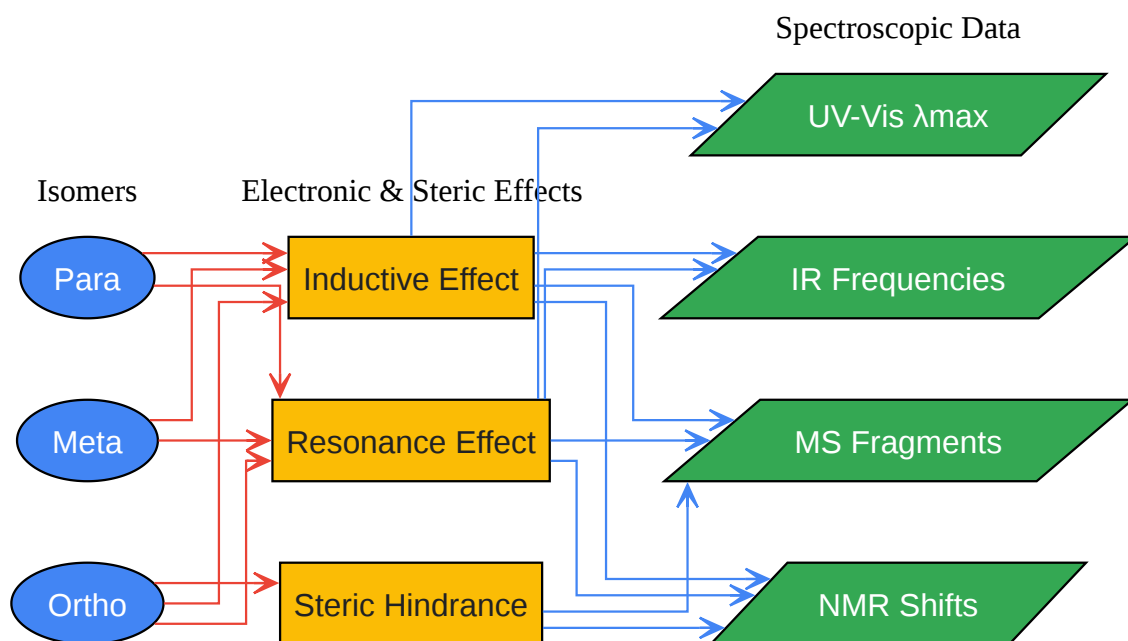 Spectroscopic Data
UV-Vis λmax
Isomers
Electronic & Steric Effects
Para
Inductive Effect
IR Frequencies
Meta
Resonance Effect
MS Fragments
Ortho
Steric Hindrance
NMR Shifts